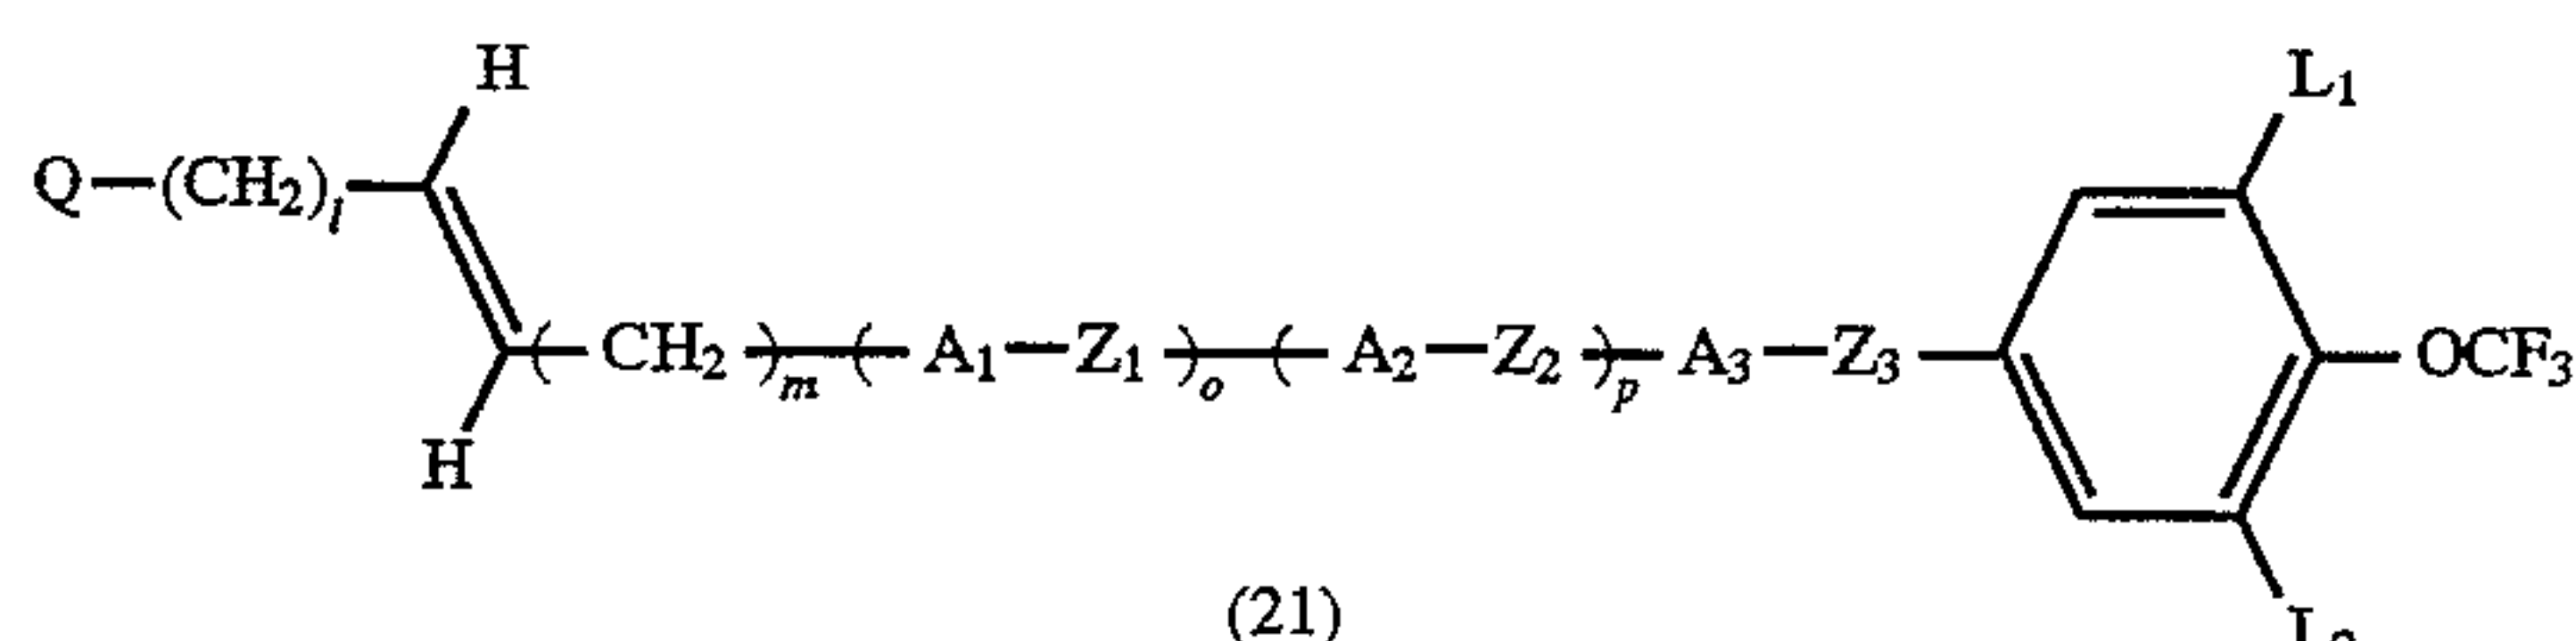 H
L₁
Q—(CH₂)ₗ
(CH₂)ₘ—(A₁—Z₁)ₒ—(A₂—Z₂)ₚ—A₃—Z₃
OCF₃
H
(21)